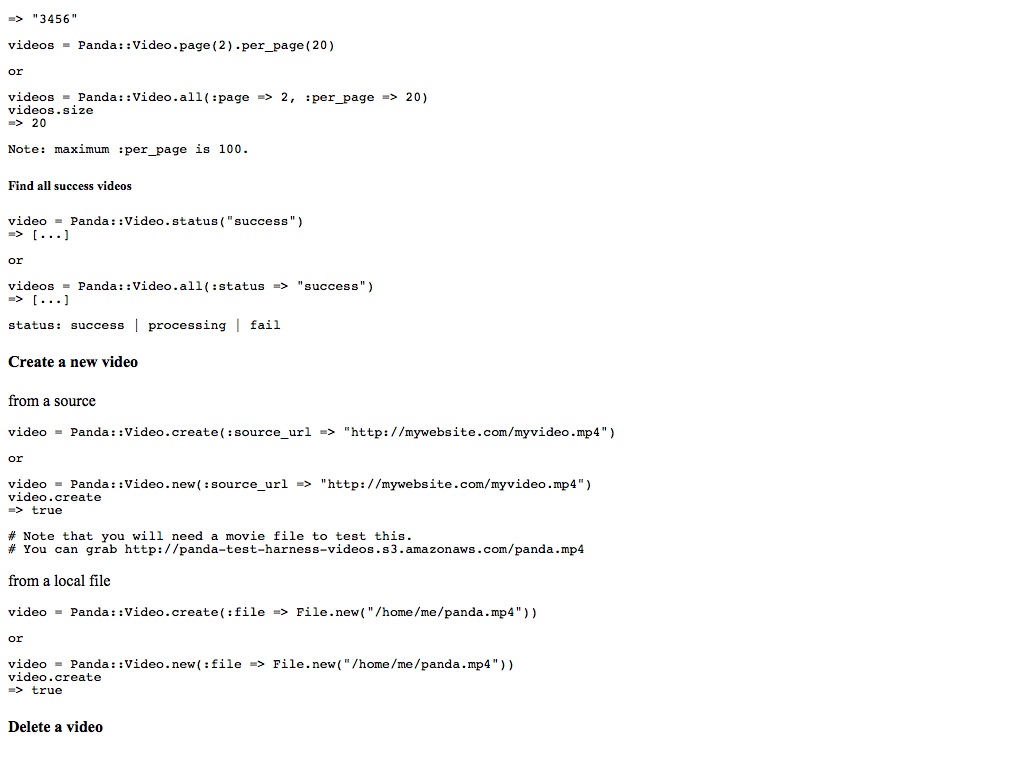 => "3456"
videos = Panda::Video.page(2).per_page(20)
or
videos = Panda::Video.all(:page => 2, :per_page => 20)
videos.size
=> 20
Note: maximum :per_page is 100.
Find all success videos
video = Panda::Video.status("success")
=> [...]
or
videos = Panda::Video.all(:status => "success")
=> [...]
status: success | processing | fail
Create a new video
from a source
video = Panda::Video.create(:source_url => "http://mywebsite.com/myvideo.mp4")
or
video = Panda::Video.new(:source_url => "http://mywebsite.com/myvideo.mp4")
video.create
=> true
# Note that you will need a movie file to test this.
# You can grab http://panda-test-harness-videos.s3.amazonaws.com/panda.mp4
from a local file
video = Panda::Video.create(:file => File.new("/home/me/panda.mp4"))
or
video = Panda::Video.new(:file => File.new("/home/me/panda.mp4"))
video.create
=> true
Delete a video